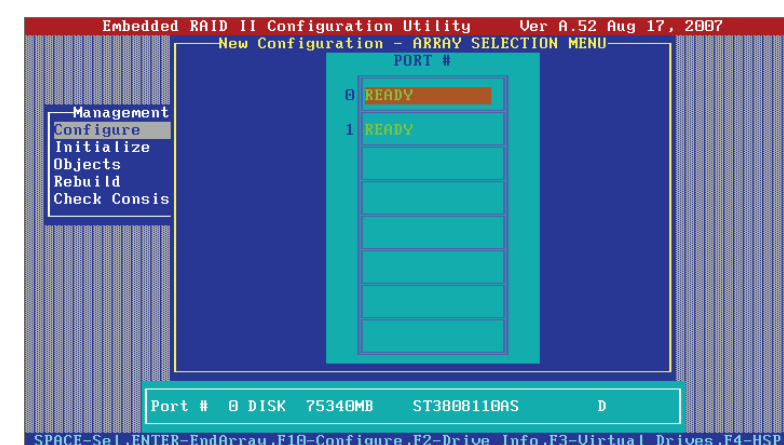 Embedded RAID II Configuration Utility Ver A.52 Aug 17, 2007
New Configuration - ARRAY SELECTION MENU
PORT #
0 READY
1 READY
Management
Configure
Initialize
Objects
Rebuild
Check Consis
Port # 0 DISK 75340MB ST3808110AS D
SPACE-Sel,ENTER-EndArray,F10-Configure,F2-Drive Info,F3-Virtual Drives,F4-HSP